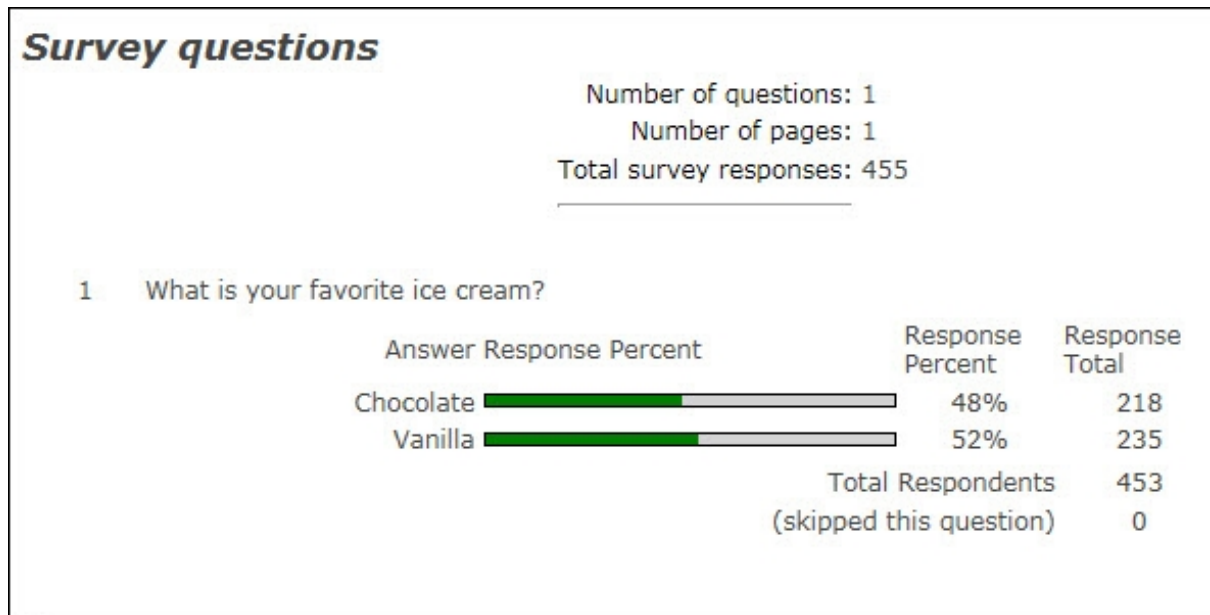 Survey questions
Number of questions: 1
Number of pages: 1
Total survey responses: 455
1 What is your favorite ice cream?
Answer Response Percent Response Percent Response Total
Chocolate 48% 218
Vanilla 52% 235
Total Respondents 453
(skipped this question) 0